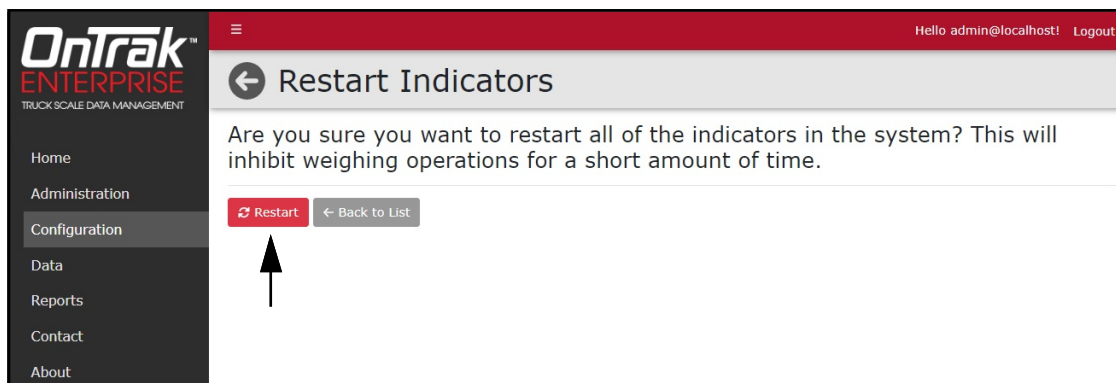 OnTrak™
ENTERPRISE
TRUCK SCALE DATA MANAGEMENT
Hello admin@localhost! Logout
Restart Indicators
Are you sure you want to restart all of the indicators in the system? This will
inhibit weighing operations for a short amount of time.
Restart ← Back to List
Home
Administration
Configuration
Data
Reports
Contact
About